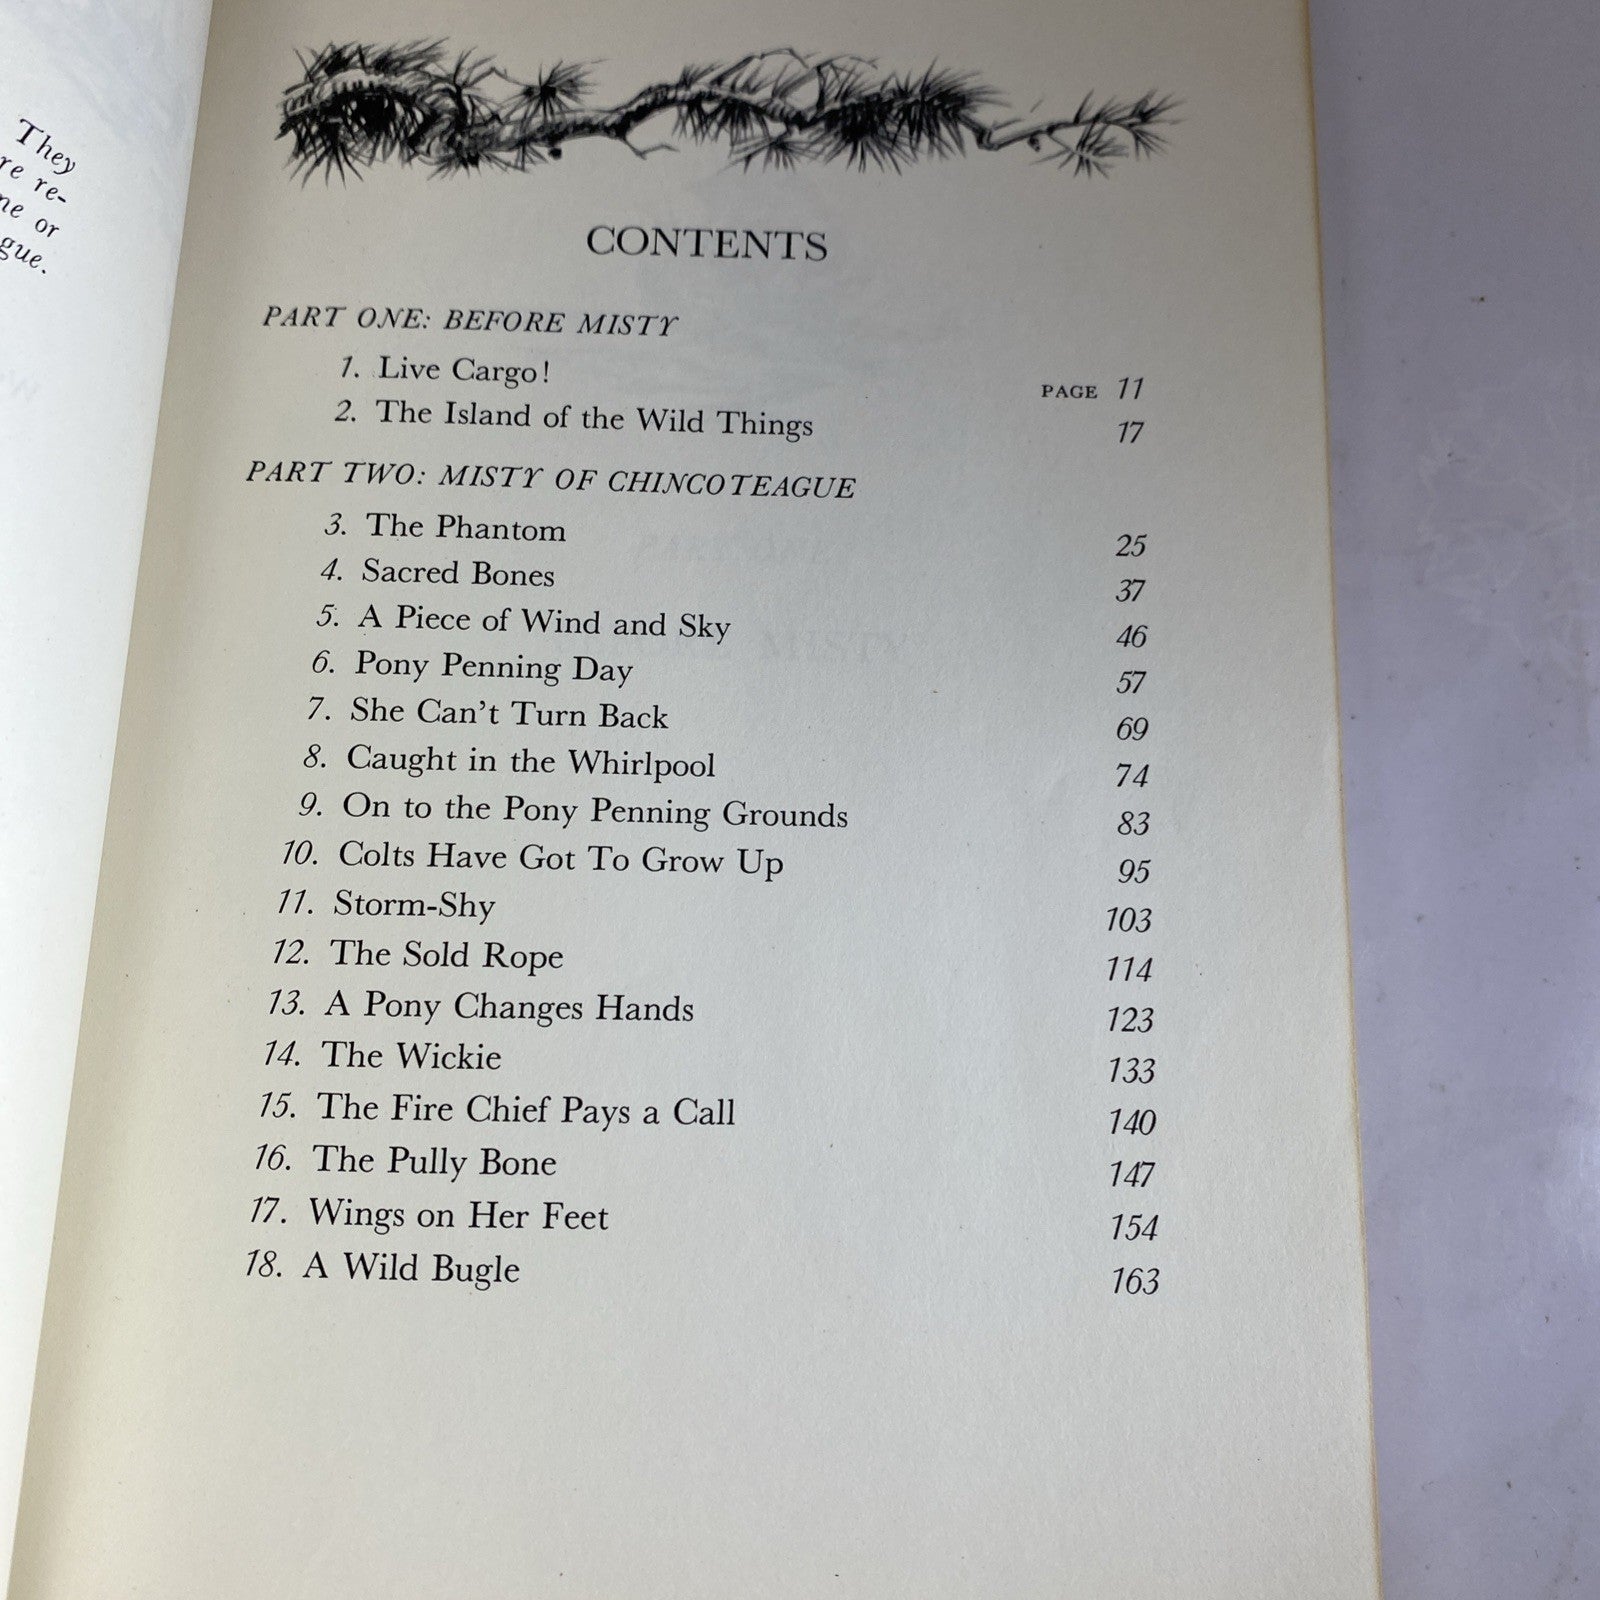 They
re re-
ne or
gue.
CONTENTS
PART ONE: BEFORE MISTY
1. Live Cargo! PAGE 11
2. The Island of the Wild Things 17
PART TWO: MISTY OF CHINCOTEAGUE
3. The Phantom 25
4. Sacred Bones 37
5. A Piece of Wind and Sky 46
6. Pony Penning Day 57
7. She Can't Turn Back 69
8. Caught in the Whirlpool 74
9. On to the Pony Penning Grounds 83
10. Colts Have Got To Grow Up 95
11. Storm-Shy 103
12. The Sold Rope 114
13. A Pony Changes Hands 123
14. The Wickie 133
15. The Fire Chief Pays a Call 140
16. The Pully Bone 147
17. Wings on Her Feet 154
18. A Wild Bugle 163